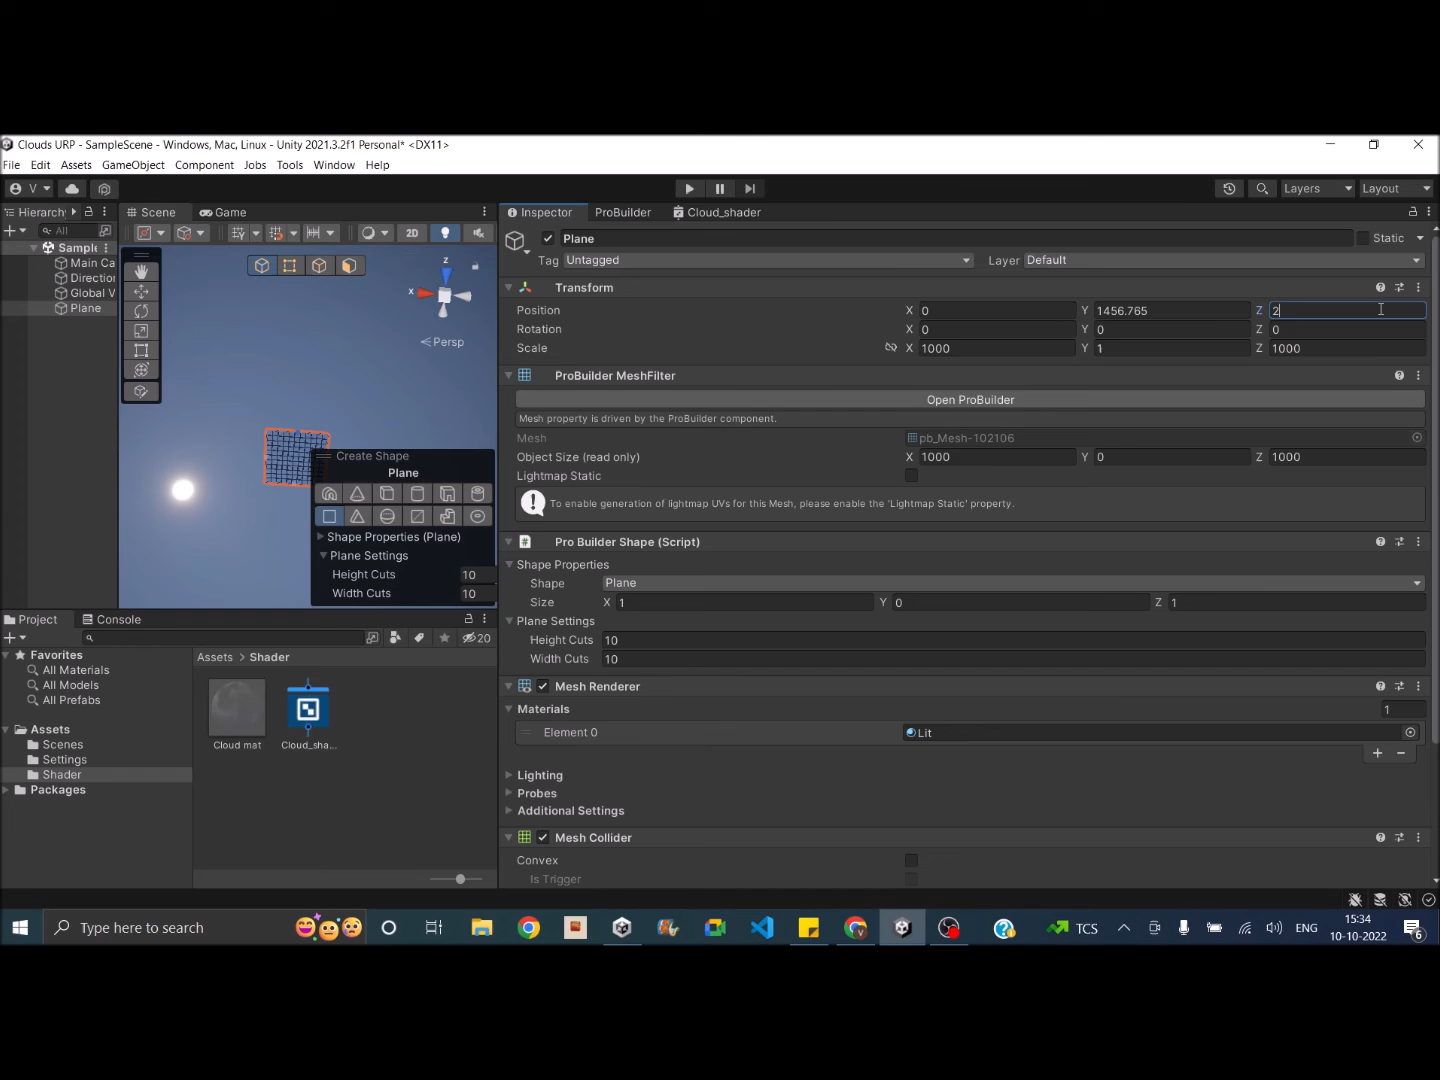 Clouds URP - SampleScene - Windows, Mac, Linux - Unity 2021.3.2f1 Personal* <DX11>
File Edit Assets GameObject Component Jobs Tools Window Help
V Layers Layout
Hierarchy Scene Game Inspector ProBuilder Cloud_shader
All 2D
Sample
Main Ca
Directio
Global V
Plane
z
x
Persp
Create Shape
Plane
Shape Properties (Plane)
Plane Settings
Height Cuts 10
Width Cuts 10
Plane Static
Tag Untagged Layer Default
Transform
Position X 0 Y 1456.765 Z 2
Rotation X 0 Y 0 Z 0
Scale X 1000 Y 1 Z 1000
ProBuilder MeshFilter
Open ProBuilder
Mesh property is driven by the ProBuilder component.
Mesh pb_Mesh-102106
Object Size (read only) X 1000 Y 0 Z 1000
Lightmap Static
To enable generation of lightmap UVs for this Mesh, please enable the 'Lightmap Static' property.
Pro Builder Shape (Script)
Shape Properties
Shape Plane
Size X 1 Y 0 Z 1
Plane Settings
Height Cuts 10
Width Cuts 10
Mesh Renderer
Materials 1
Element 0 Lit
Lighting
Probes
Additional Settings
Mesh Collider
Convex
Is Trigger
Project Console
20
Favorites
All Materials
All Models
All Prefabs
Assets
Scenes
Settings
Shader
Packages
Assets > Shader
Cloud mat Cloud_sha...
Type here to search
TCS
ENG
15:34
10-10-2022
6